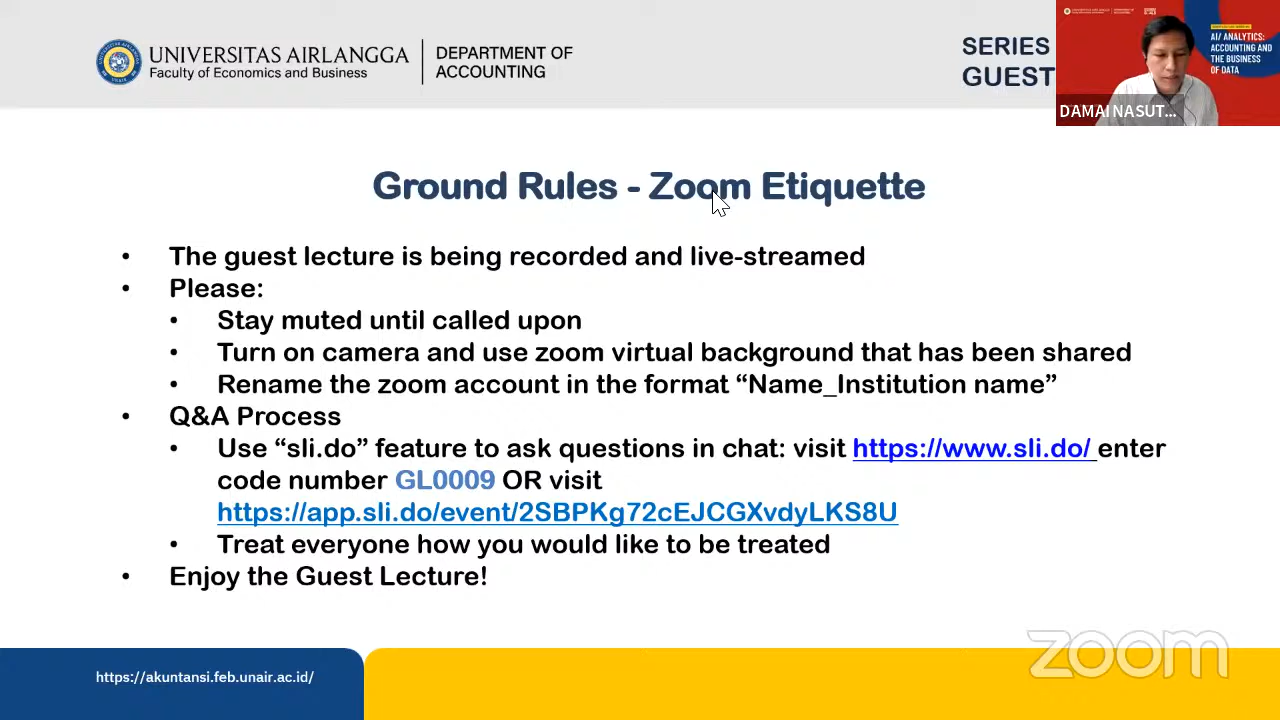 UNIVERSITAS AIRLANGGA
Faculty of Economics and Business
DEPARTMENT OF
ACCOUNTING
SERIES
GUEST
AI/ ANALYTICS:
ACCOUNTING AND
THE BUSINESS
OF DATA
DAMAI NASUT...
Ground Rules - Zoom Etiquette
• The guest lecture is being recorded and live-streamed
• Please:
• Stay muted until called upon
• Turn on camera and use zoom virtual background that has been shared
• Rename the zoom account in the format “Name_Institution name”
• Q&A Process
• Use “sli.do” feature to ask questions in chat: visit https://www.sli.do/ enter
code number GL0009 OR visit
https://app.sli.do/event/2SBPKg72cEJCGXvdyLKS8U
• Treat everyone how you would like to be treated
• Enjoy the Guest Lecture!
zoom
https://akuntansi.feb.unair.ac.id/